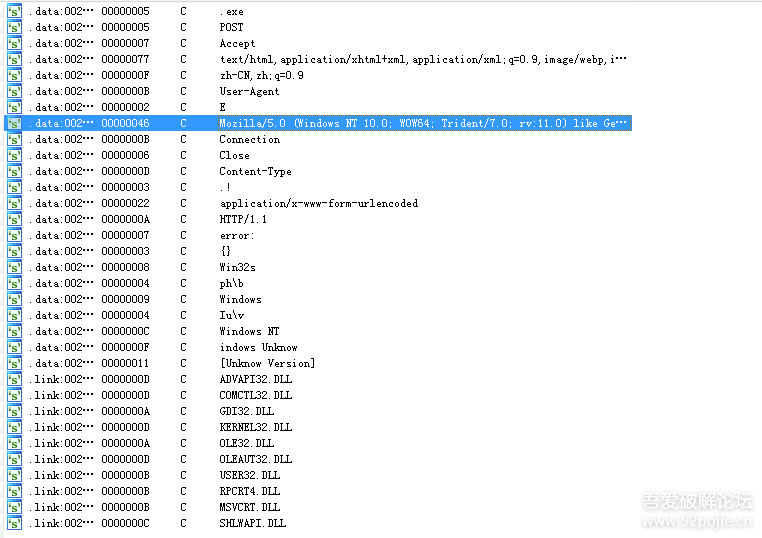 .data:002… 00000005 C .exe
.data:002… 00000005 C POST
.data:002… 00000007 C Accept
.data:002… 00000077 C text/html,application/xhtml+xml,application/xml;q=0.9,image/webp,i…
.data:002… 0000000F C zh-CN,zh;q=0.9
.data:002… 0000000B C User-Agent
.data:002… 00000002 C E
.data:002… 00000046 C Mozilla/5.0 (Windows NT 10.0; WOW64; Trident/7.0; rv:11.0) like Ge…
.data:002… 0000000B C Connection
.data:002… 00000006 C Close
.data:002… 0000000D C Content-Type
.data:002… 00000003 C .!
.data:002… 00000022 C application/x-www-form-urlencoded
.data:002… 0000000A C HTTP/1.1
.data:002… 00000007 C error:
.data:002… 00000003 C {}
.data:002… 00000008 C Win32s
.data:002… 00000004 C ph\b
.data:002… 00000009 C Windows
.data:002… 00000004 C Iu\v
.data:002… 0000000C C Windows NT
.data:002… 0000000F C indows Unknow
.data:002… 00000011 C [Unknow Version]
.link:002… 0000000D C ADVAPI32.DLL
.link:002… 0000000D C COMCTL32.DLL
.link:002… 0000000A C GDI32.DLL
.link:002… 0000000D C KERNEL32.DLL
.link:002… 0000000A C OLE32.DLL
.link:002… 0000000D C OLEAUT32.DLL
.link:002… 0000000B C USER32.DLL
.link:002… 0000000B C RPCRT4.DLL
.link:002… 0000000B C MSVCRT.DLL
.link:002… 0000000C C SHLWAPI.DLL
吾爱破解论坛
www.52pojie.cn